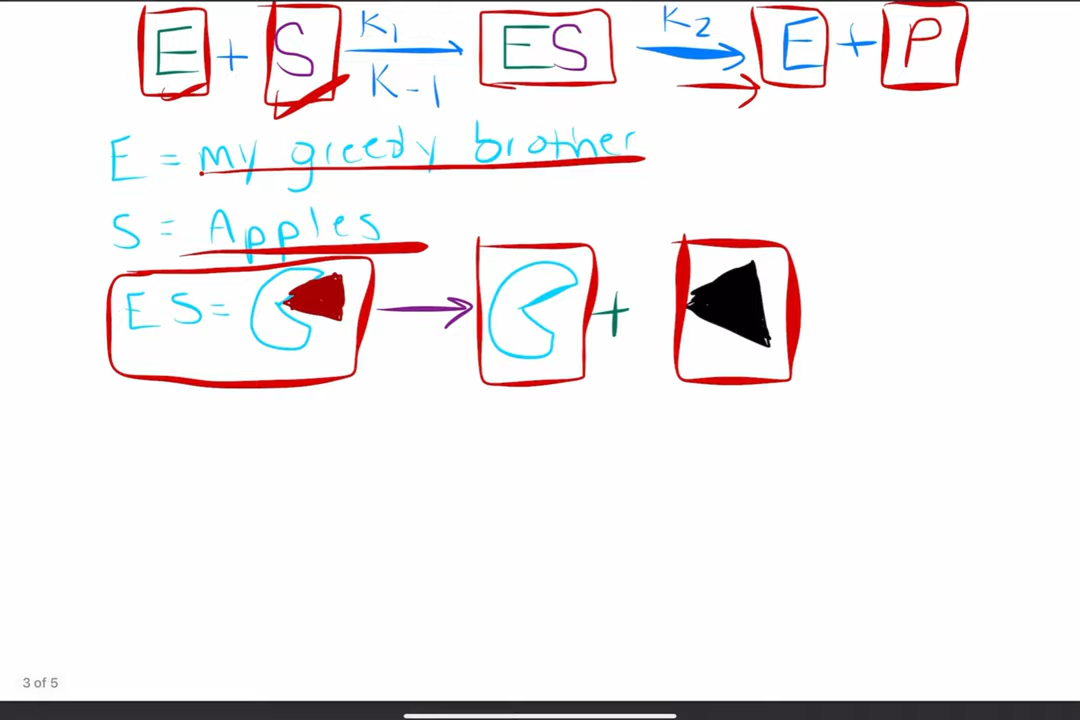 E + S K1 K-1 ES K2 E + P
E = my greedy brother
S = Apples
ES = +
3 of 5